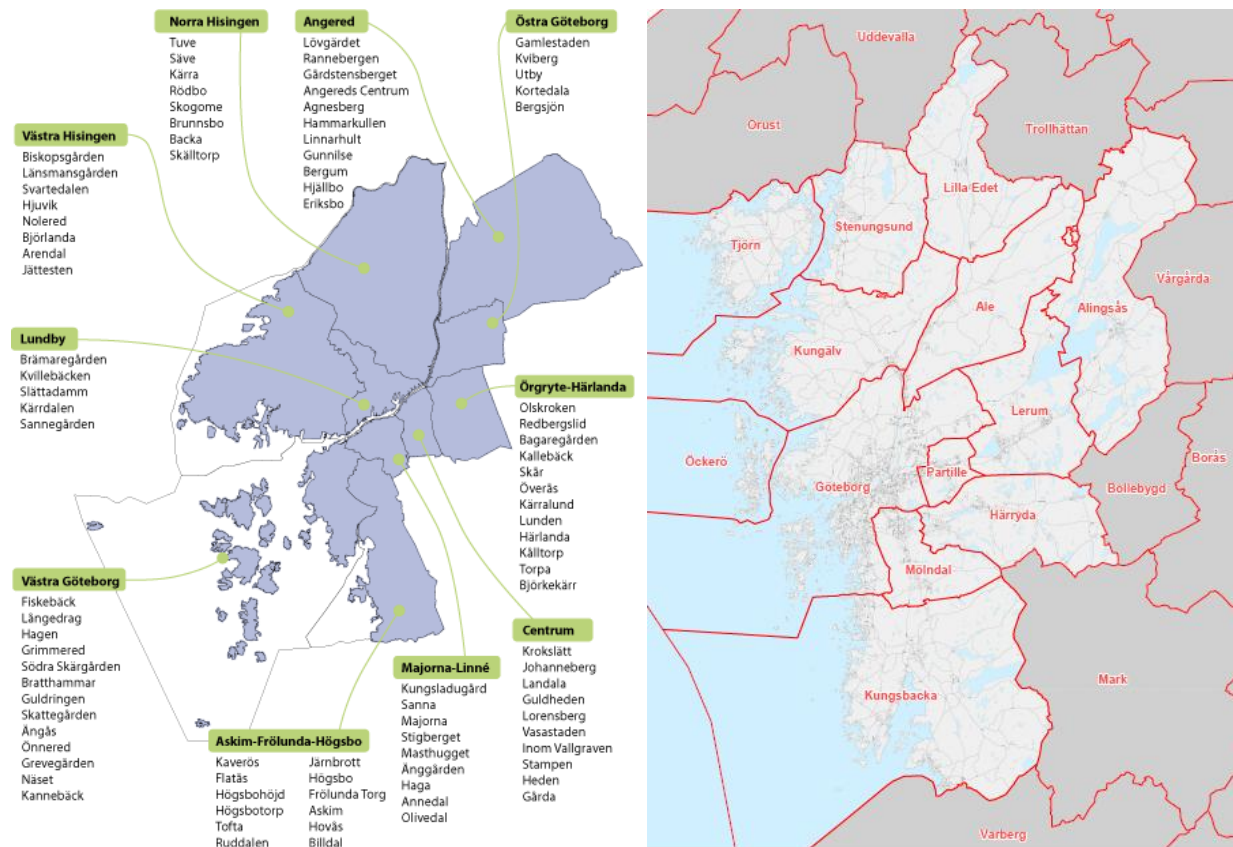 Norra Hisingen
Tuve
Säve
Kärra
Rödbo
Skogome
Brunnsbo
Backa
Skälltorp
Angered
Lövgärdet
Rannebergen
Gårdstensberget
Angereds Centrum
Agnesberg
Hammarkullen
Linnarhult
Gunnilse
Bergum
Hjällbo
Eriksbo
Östra Göteborg
Gamlestaden
Kviberg
Utby
Kortedala
Bergsjön
Västra Hisingen
Biskopsgården
Länsmansgården
Svartedalen
Hjuvik
Nolered
Björlanda
Arendal
Jättesten
Lundby
Brämaregården
Kvillebäcken
Slättadamm
Kärrdalen
Sannegården
Örgryte-Härlanda
Olskroken
Redbergslid
Bagaregården
Kallebäck
Skår
Överås
Kärralund
Lunden
Härlanda
Kålltorp
Torpa
Björkekärr
Västra Göteborg
Fiskebäck
Långedrag
Hagen
Grimmered
Södra Skärgården
Bratthammar
Guldringen
Skattegården
Ängås
Önnered
Grevegården
Näset
Kannebäck
Askim-Frölunda-Högsbo
Kaverös
Flatås
Högsbohöjd
Högsbotorp
Tofta
Ruddalen
Järnbrott
Högsbo
Frölunda Torg
Askim
Hovås
Billdal
Majorna-Linné
Kungsladugård
Sanna
Majorna
Stigberget
Masthugget
Änggården
Haga
Annedal
Olivedal
Centrum
Krokslätt
Johanneberg
Landala
Guldheden
Lorensberg
Vasastaden
Inom Vallgraven
Stampen
Heden
Gårda
Uddevalla
Orust
Trollhättan
Lilla Edet
Stenungsund
Tjörn
Vårgårda
Ale
Alingsås
Kungälv
Lerum
Borås
Öckerö
Partille
Göteborg
Bollebygd
Härryda
Mölndal
Mark
Kungsbacka
Varberg